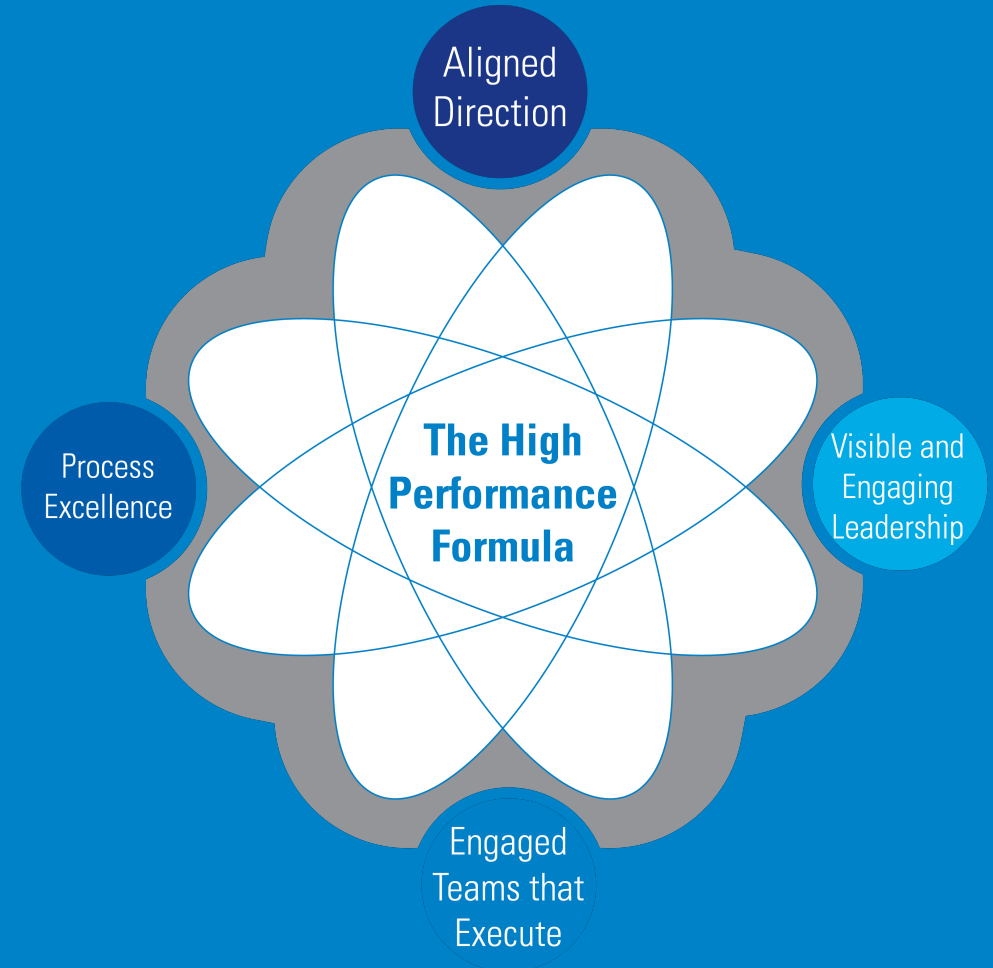 Aligned
Direction
Process
Excellence
The High
Performance
Formula
Visible and
Engaging
Leadership
Engaged
Teams that
Execute